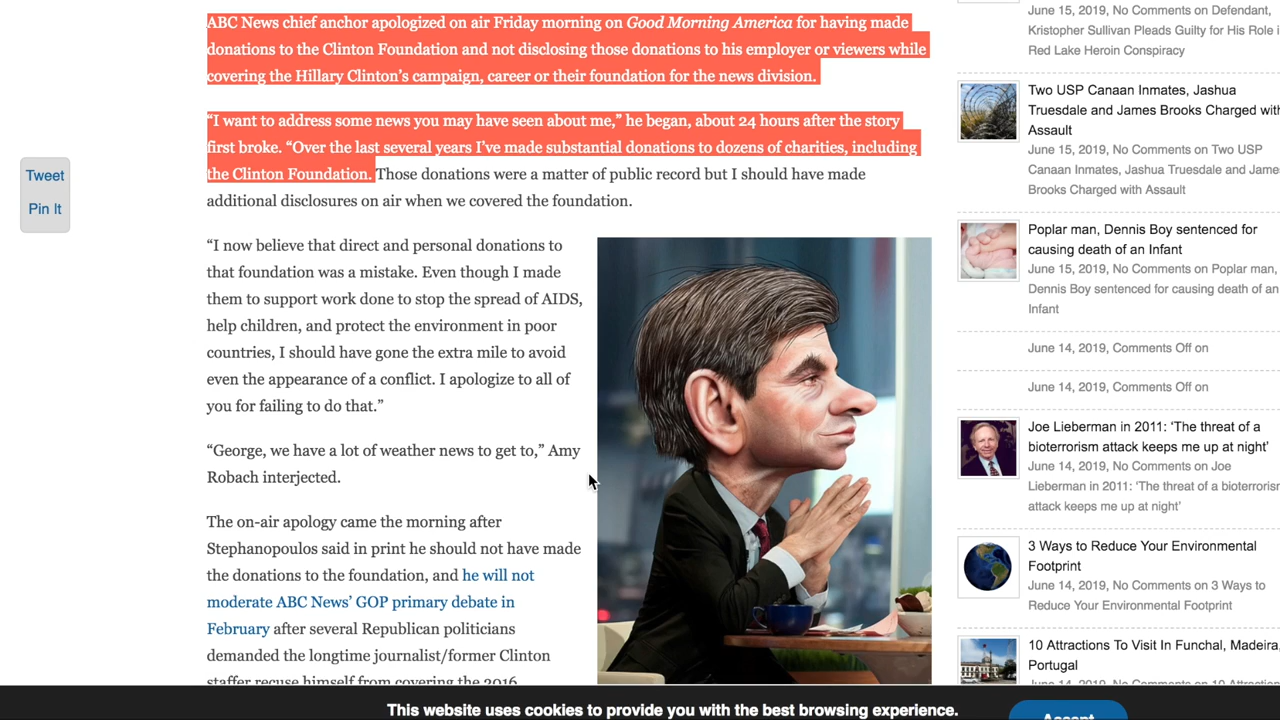 ABC News chief anchor apologized on air Friday morning on Good Morning America for having made
donations to the Clinton Foundation and not disclosing those donations to his employer or viewers while
covering the Hillary Clinton’s campaign, career or their foundation for the news division.
“I want to address some news you may have seen about me,” he began, about 24 hours after the story
first broke. “Over the last several years I’ve made substantial donations to dozens of charities, including
the Clinton Foundation. Those donations were a matter of public record but I should have made
additional disclosures on air when we covered the foundation.
“I now believe that direct and personal donations to
that foundation was a mistake. Even though I made
them to support work done to stop the spread of AIDS,
help children, and protect the environment in poor
countries, I should have gone the extra mile to avoid
even the appearance of a conflict. I apologize to all of
you for failing to do that.”
“George, we have a lot of weather news to get to,” Amy
Robach interjected.
The on-air apology came the morning after
Stephanopoulos said in print he should not have made
the donations to the foundation, and he will not
moderate ABC News’ GOP primary debate in
February after several Republican politicians
demanded the longtime journalist/former Clinton
staffer recuse himself from covering the 2016
Tweet
Pin It
June 15, 2019, No Comments on Defendant,
Kristopher Sullivan Pleads Guilty for His Role i
Red Lake Heroin Conspiracy
Two USP Canaan Inmates, Jashua
Truesdale and James Brooks Charged with
Assault
June 15, 2019, No Comments on Two USP
Canaan Inmates, Jashua Truesdale and James
Brooks Charged with Assault
Poplar man, Dennis Boy sentenced for
causing death of an Infant
June 15, 2019, No Comments on Poplar man,
Dennis Boy sentenced for causing death of an
Infant
June 14, 2019, Comments Off on
June 14, 2019, Comments Off on
Joe Lieberman in 2011: ‘The threat of a
bioterrorism attack keeps me up at night’
June 14, 2019, No Comments on Joe
Lieberman in 2011: ‘The threat of a bioterrorism
attack keeps me up at night’
3 Ways to Reduce Your Environmental
Footprint
June 14, 2019, No Comments on 3 Ways to
Reduce Your Environmental Footprint
10 Attractions To Visit In Funchal, Madeira,
Portugal
June 14, 2019, No Comments on 10 Attractions
This website uses cookies to provide you with the best browsing experience.
Accept